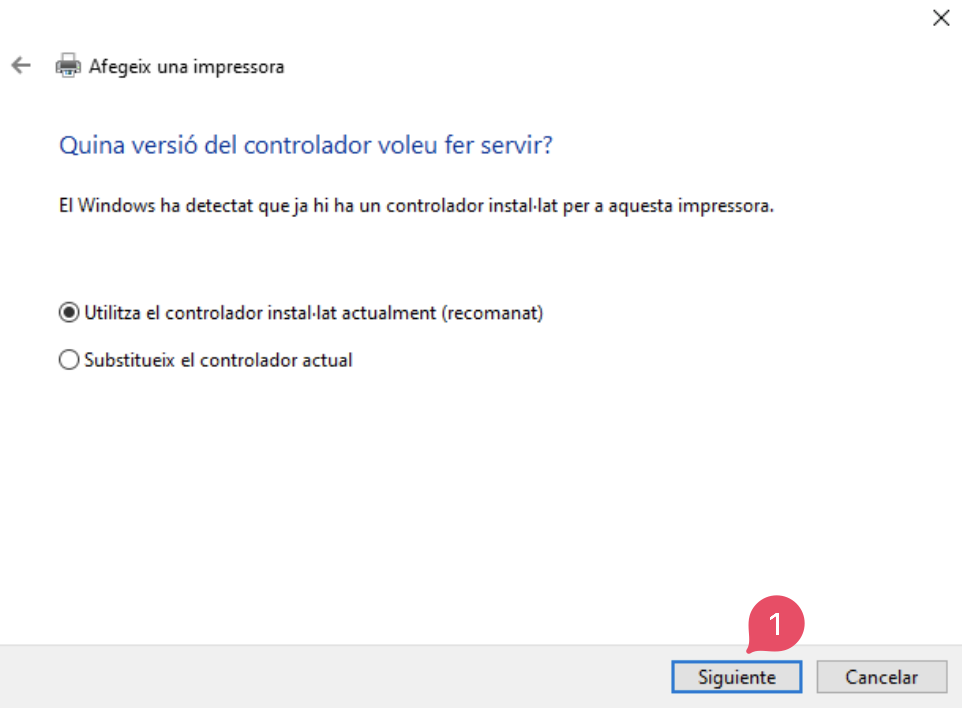 Afegeix una impressora
Quina versió del controlador voleu fer servir?
El Windows ha detectat que ja hi ha un controlador instal·lat per a aquesta impressora.
Utilitza el controlador instal·lat actualment (recomanat)
Substitueix el controlador actual
1
Siguiente
Cancelar